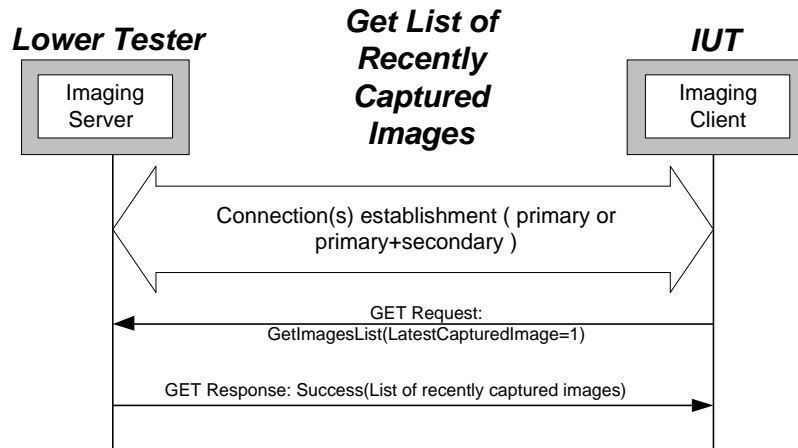 Get List of
Recently
Captured
Images
Lower Tester
IUT
Imaging
Server
Imaging
Client
Connection(s) establishment ( primary or
primary+secondary )
GET Request:
GetImagesList(LatestCapturedImage=1)
GET Response: Success(List of recently captured images)